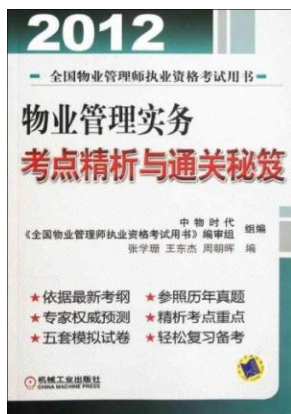 2012
全国物业管理师执业资格考试用书
物业管理实务
考点精析与通关秘笈
中物时代
《全国物业管理师执业资格考试用书》编审组 组编
张学珊 王东杰 周朝晖 编
★依据最新考纲 ★参照历年真题
★专家权威预测 ★精析考点重点
★五套模拟试卷 ★轻松复习备考
机械工业出版社
CHINA MACHINE PRESS